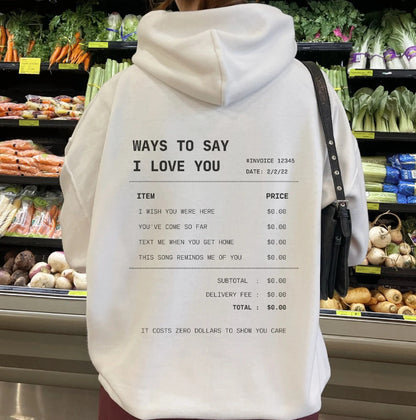 WAYS TO SAY
I LOVE YOU
#INVOICE 12345
DATE: 2/2/22
ITEM PRICE
I WISH YOU WERE HERE $0.00
YOU'VE COME SO FAR $0.00
TEXT ME WHEN YOU GET HOME $0.00
THIS SONG REMINDS ME OF YOU $0.00
SUBTOTAL : $0.00
DELIVERY FEE : $0.00
TOTAL : $0.00
IT COSTS ZERO DOLLARS TO SHOW YOU CARE